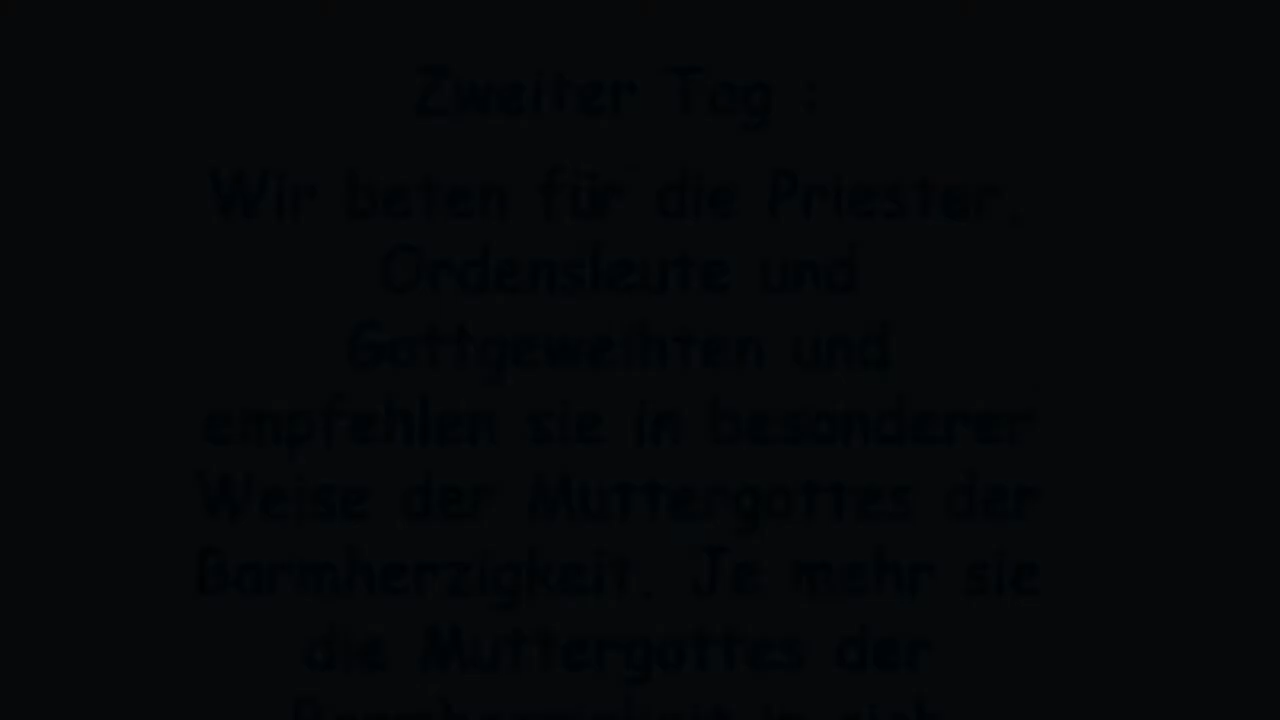 Zweiter Tag :
Wir beten für die Priester,
Ordensleute und
Gottgeweihten und
empfehlen sie in besonderer
Weise der Muttergottes der
Barmherzigkeit. Je mehr sie
die Muttergottes der